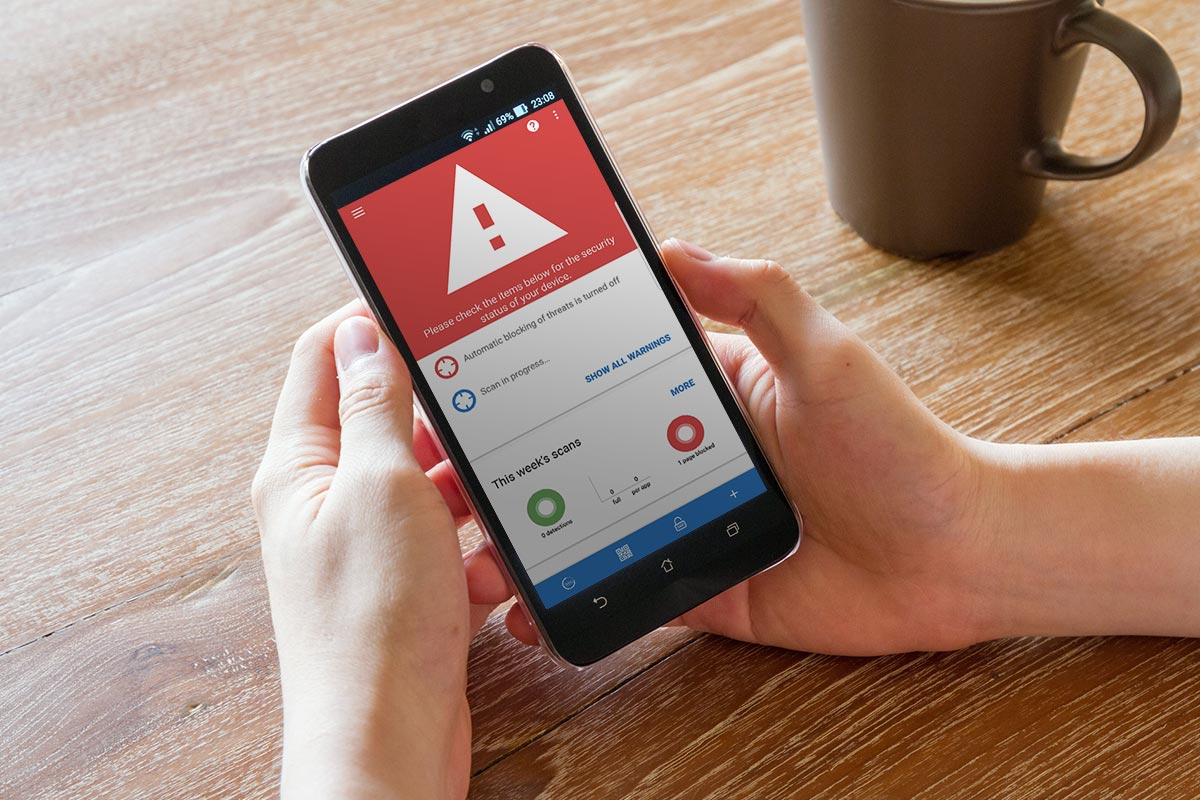 69% 23:08
?
Please check the items below for the security
status of your device.
Automatic blocking of threats is turned off
Scan in progress...
SHOW ALL WARNINGS
MORE
This week's scans
0 detections
0 0
full per app
1 page blocked